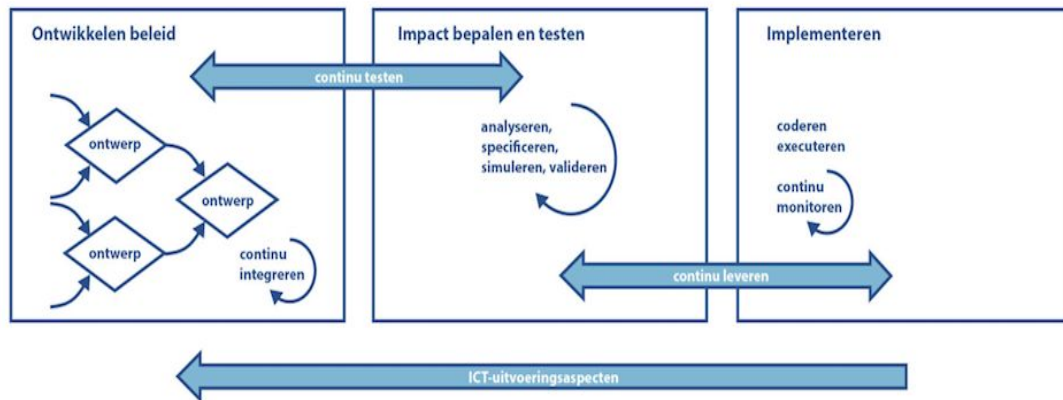 Ontwikkelen beleid
ontwerp
ontwerp
ontwerp
continu
integreren
continu testen
Impact bepalen en testen
analyseren,
specificeren,
simuleren, valideren
continu leveren
Implementeren
coderen
executeren
continu
monitoren
ICT-uitvoeringsaspecten